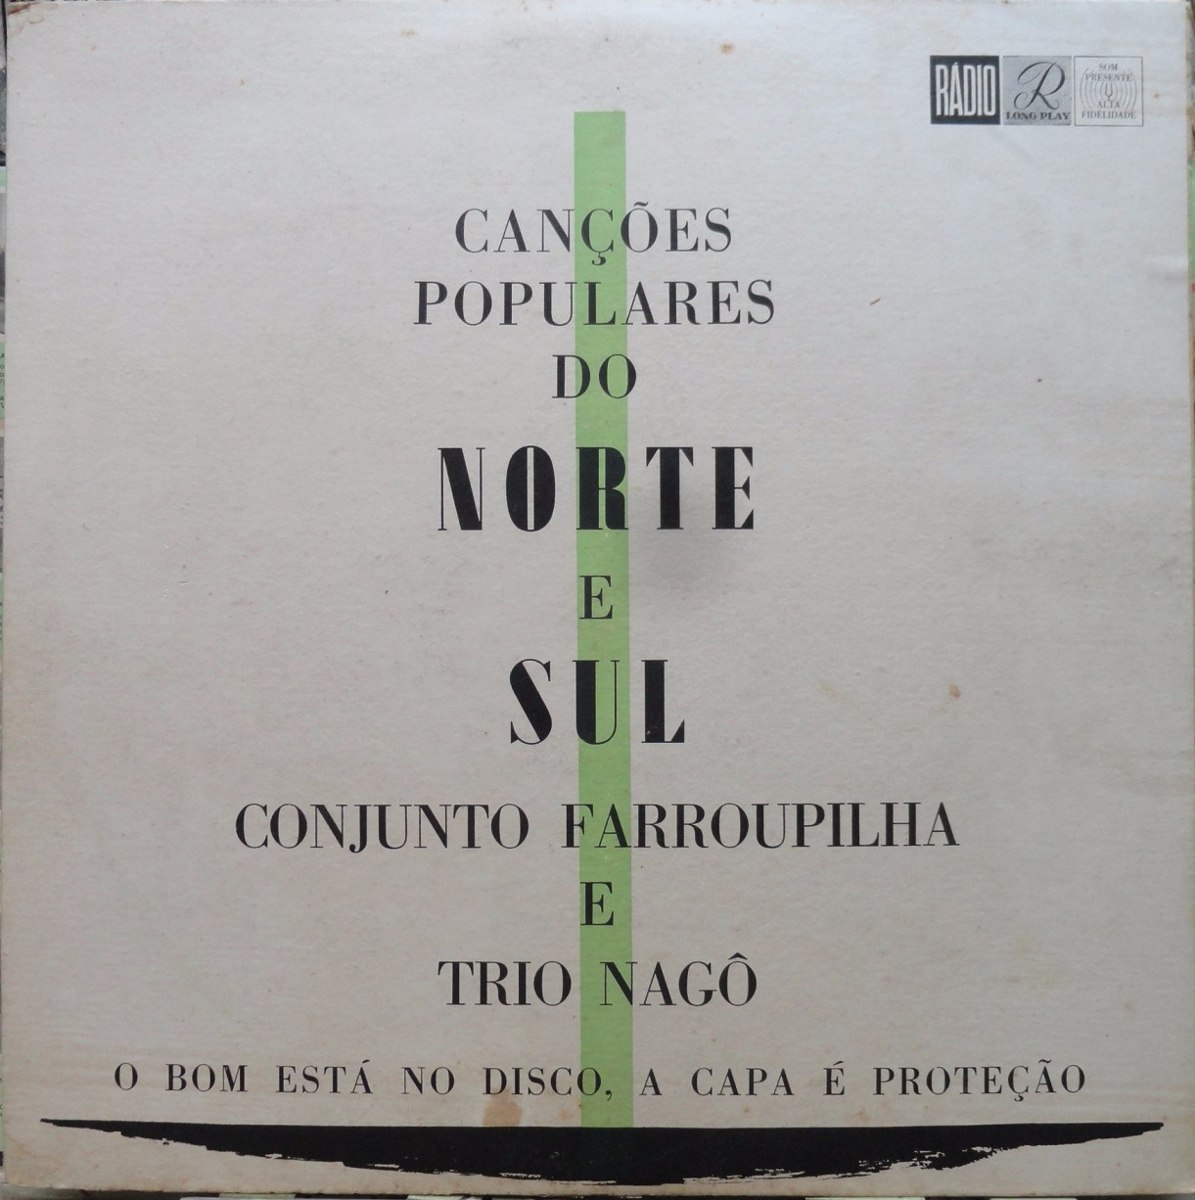 RÁDIO
R
LONG PLAY
SOM
PRESENTE
ALTA
FIDELIDADE
CANÇÕES
POPULARES
DO
NORTE
E
SUL
CONJUNTO FARROUPILHA
E
TRIO NAGÔ
O BOM ESTÁ NO DISCO, A CAPA É PROTEÇÃO